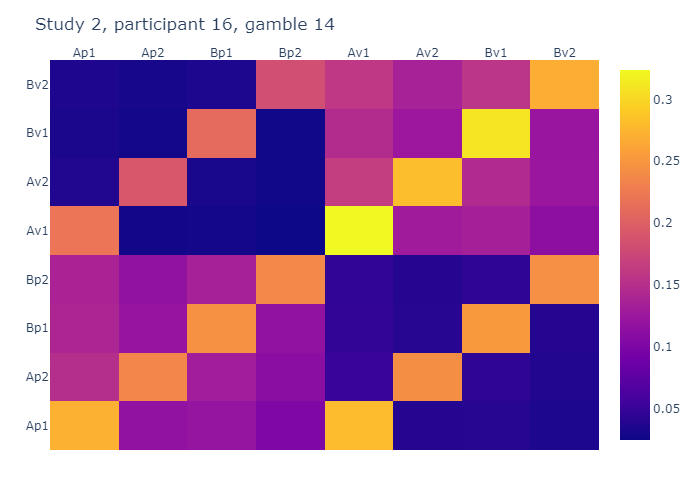 Study 2, participant 16, gamble 14
Ap1 Ap2 Bp1 Bp2 Av1 Av2 Bv1 Bv2
Bv2
Bv1
Av2
Av1
Bp2
Bp1
Ap2
Ap1
0.3
0.25
0.2
0.15
0.1
0.05